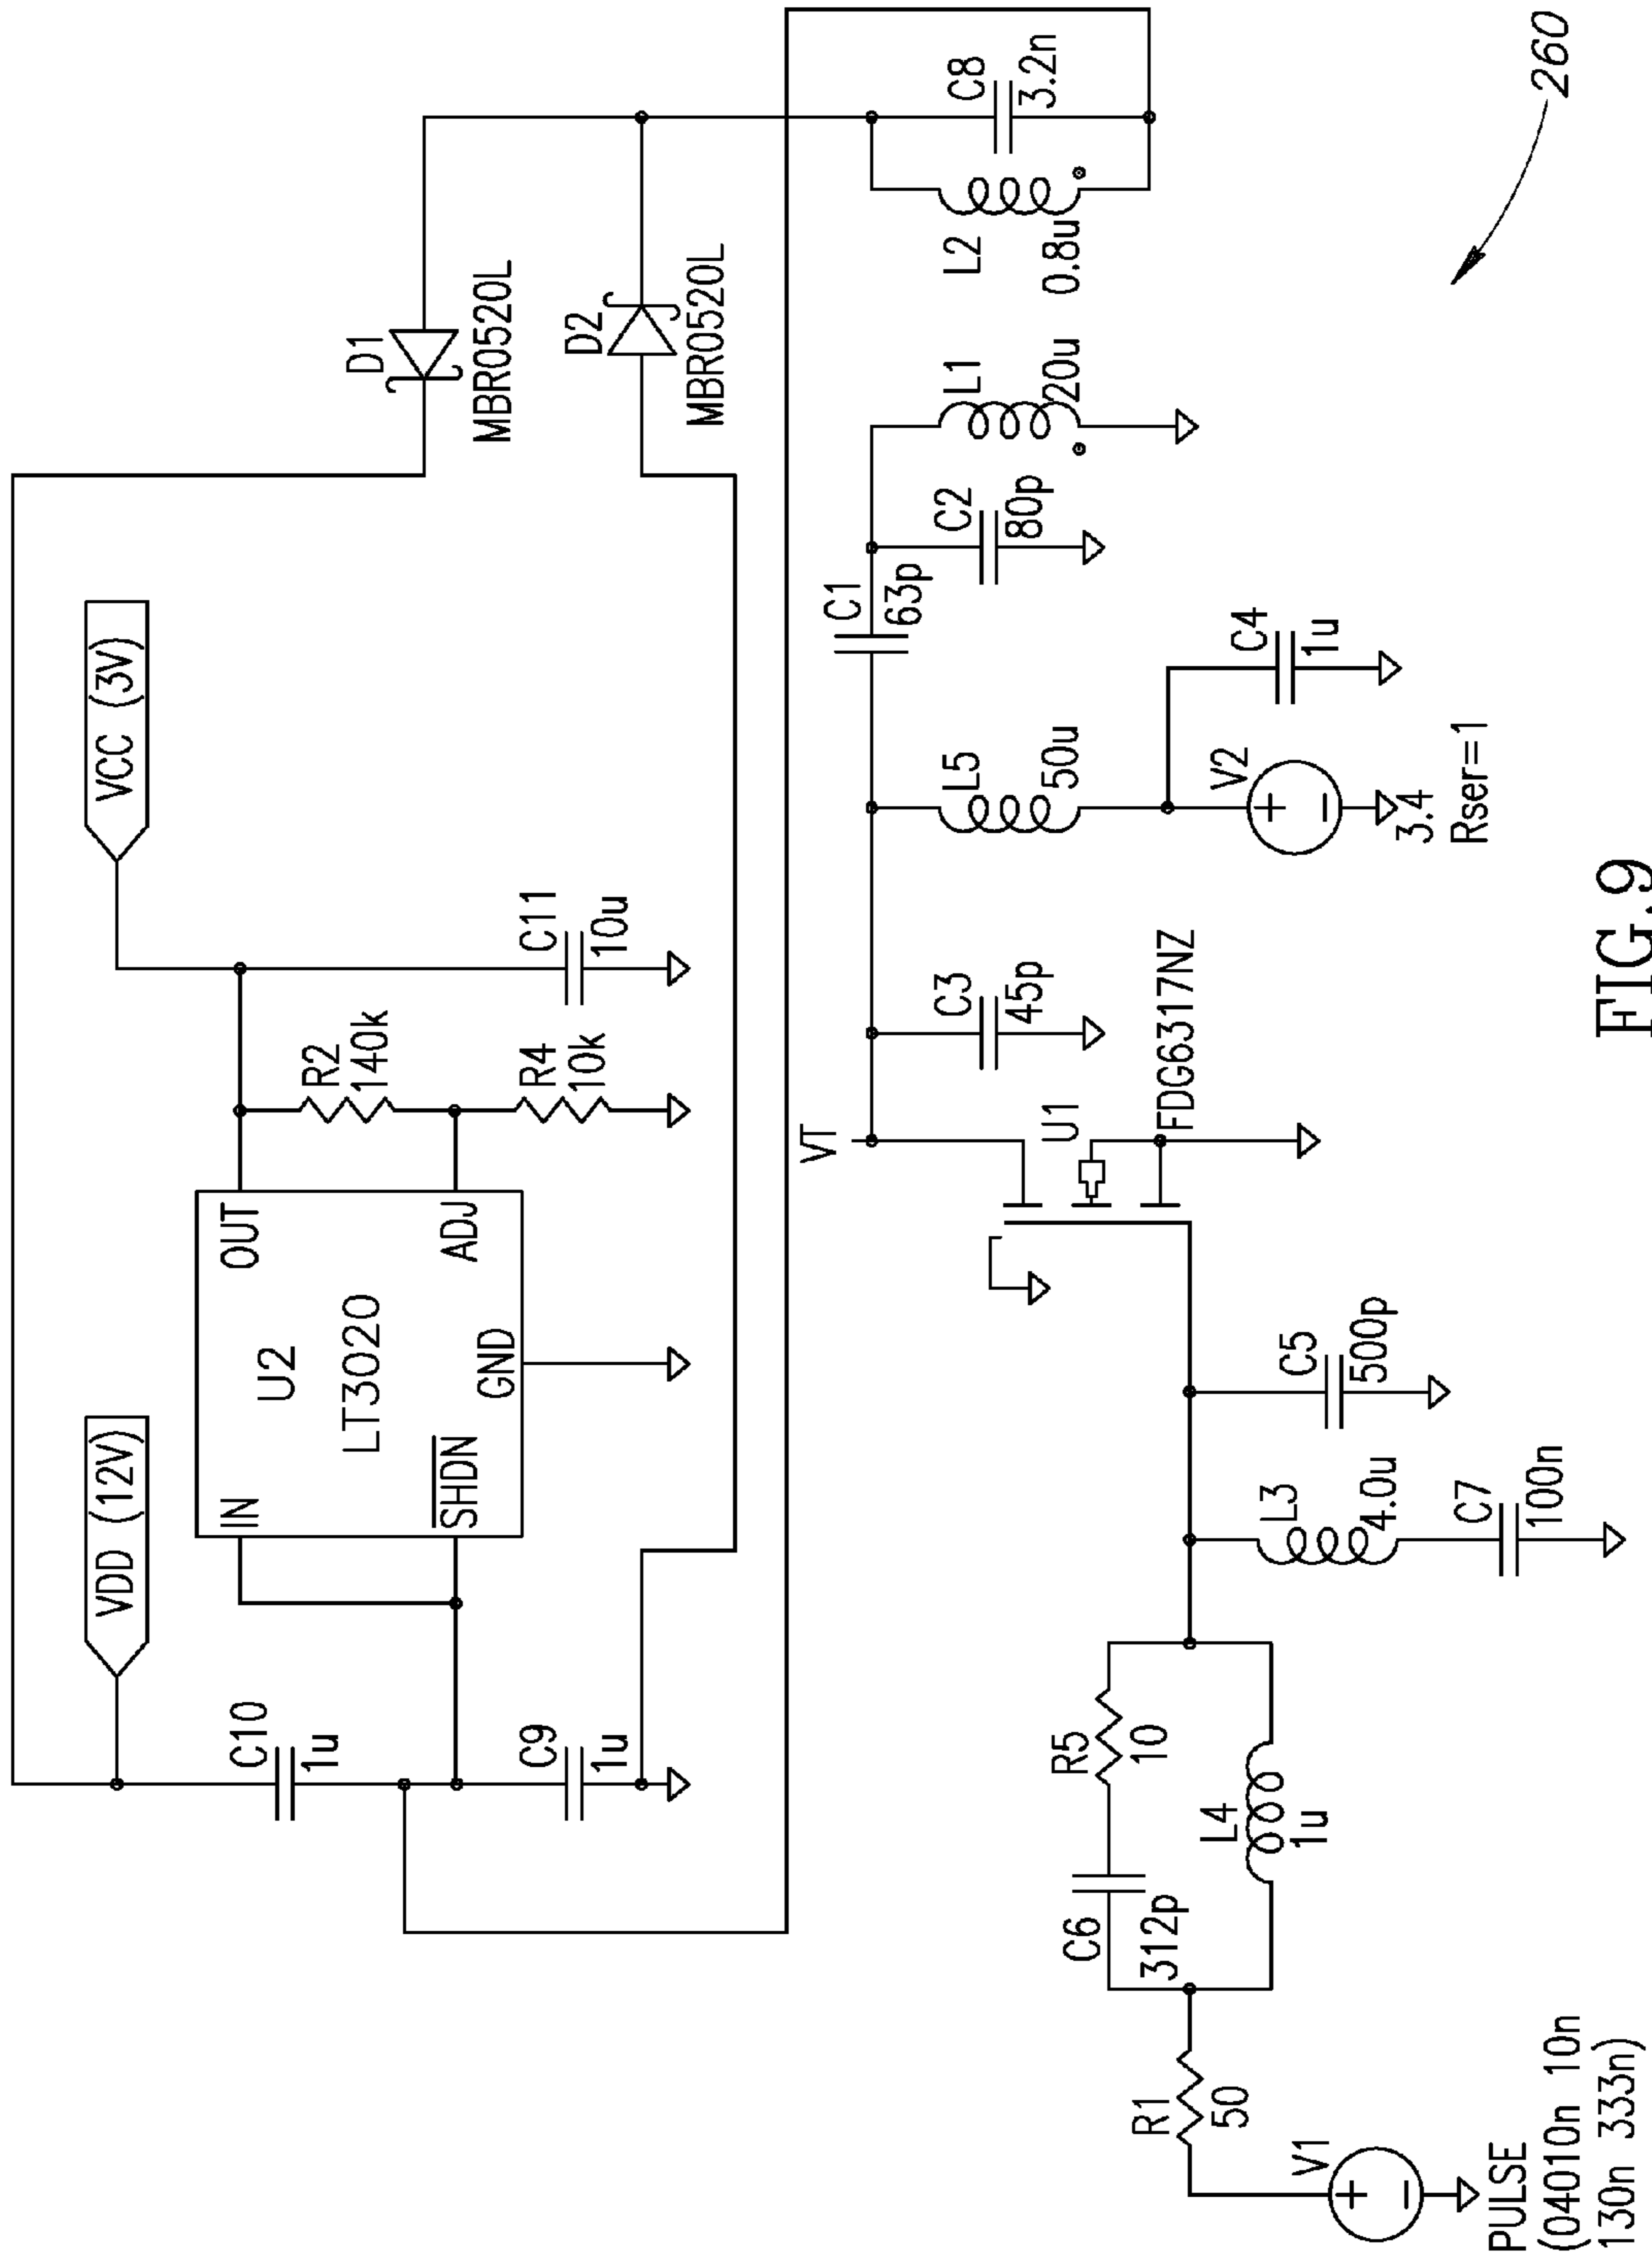 VDD (12V)
VCC (3V)
C10
1u
IN
OUT
U2
LT3020
SHDN
GND
ADJ
R2
140k
R4
10k
C11
10u
C9
1u
D1
MBR0520L
D2
MBR0520L
VT
C1
63p
C3
45p
L5
50u
C2
80p
L1
20u
L2
0.8u
C8
3.2n
U1
FDG6317NZ
V2
3.4
Rser=1
C4
1u
R1
50
C6
312p
R5
10
L4
1u
L3
4.0u
C7
100n
C5
500p
V1
PULSE
(04010n 10n
130n 333n)
260
FIG.9